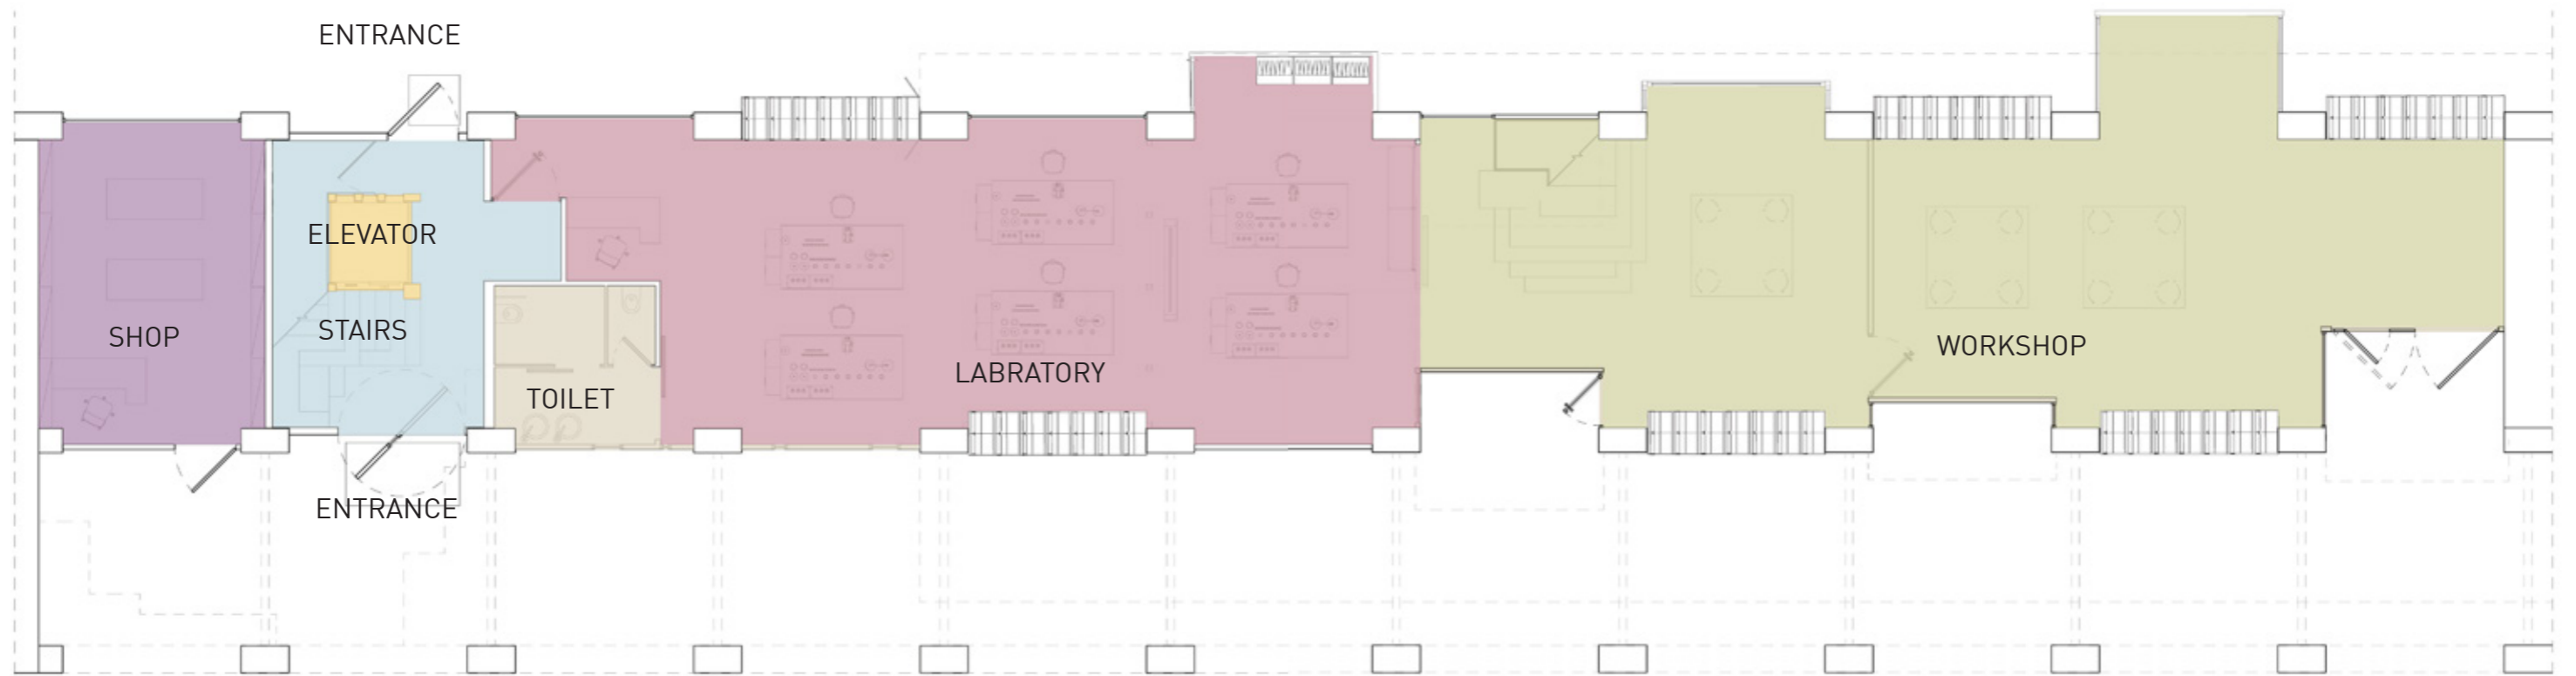 ENTRANCE
ELEVATOR
STAIRS
SHOP
TOILET
LABRATORY
WORKSHOP
ENTRANCE